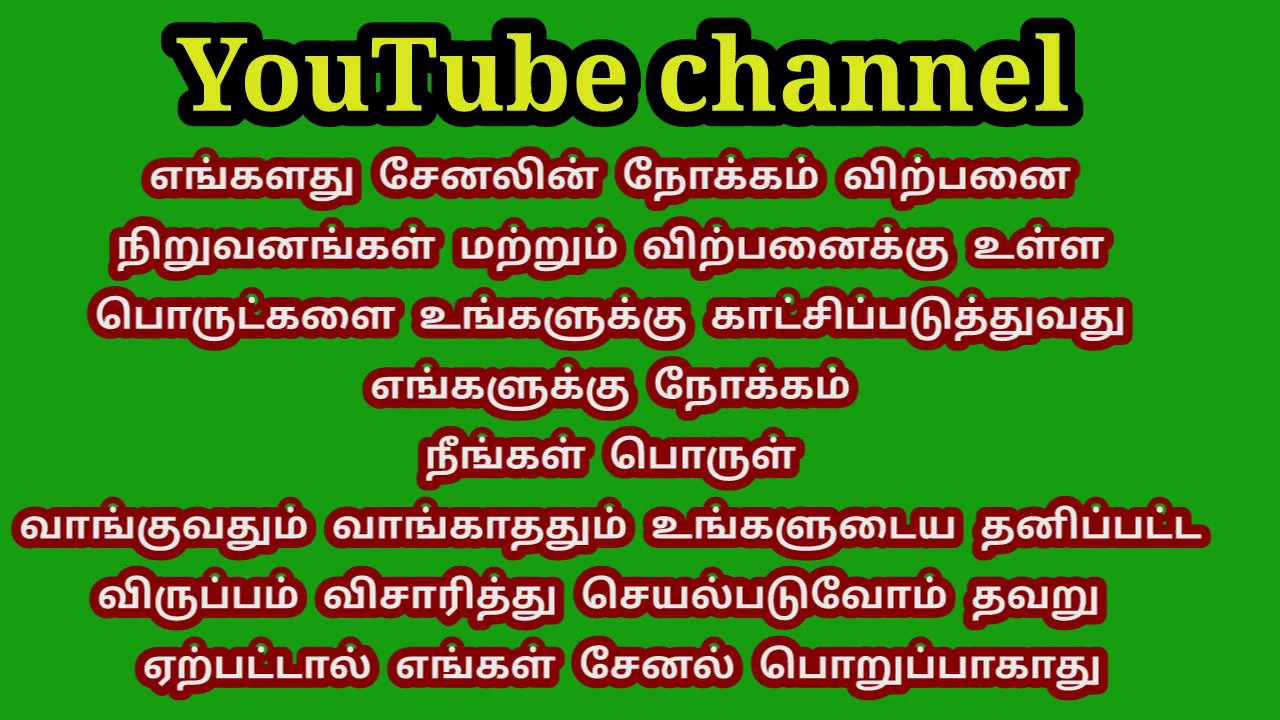 YouTube channel
எங்களது சேனலின் நோக்கம் விற்பனை
நிறுவனங்கள் மற்றும் விற்பனைக்கு உள்ள
பொருட்களை உங்களுக்கு காட்சிப்படுத்துவது
எங்களுக்கு நோக்கம்
நீங்கள் பொருள்
வாங்குவதும் வாங்காததும் உங்களுடைய தனிப்பட்ட
விருப்பம் விசாரித்து செயல்படுவோம் தவறு
ஏற்பட்டால் எங்கள் சேனல் பொறுப்பாகாது